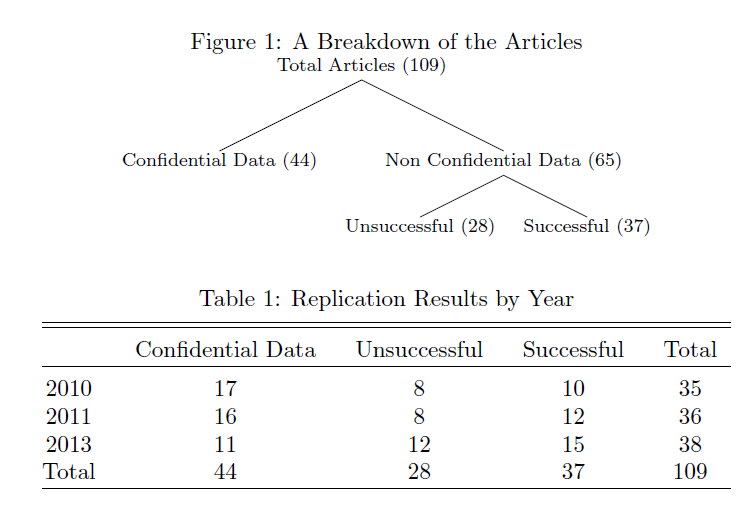 Figure 1: A Breakdown of the Articles
Total Articles (109)
Confidential Data (44) Non Confidential Data (65)
Unsuccessful (28) Successful (37)
Table 1: Replication Results by Year
Confidential Data Unsuccessful Successful Total
2010 17 8 10 35
2011 16 8 12 36
2013 11 12 15 38
Total 44 28 37 109